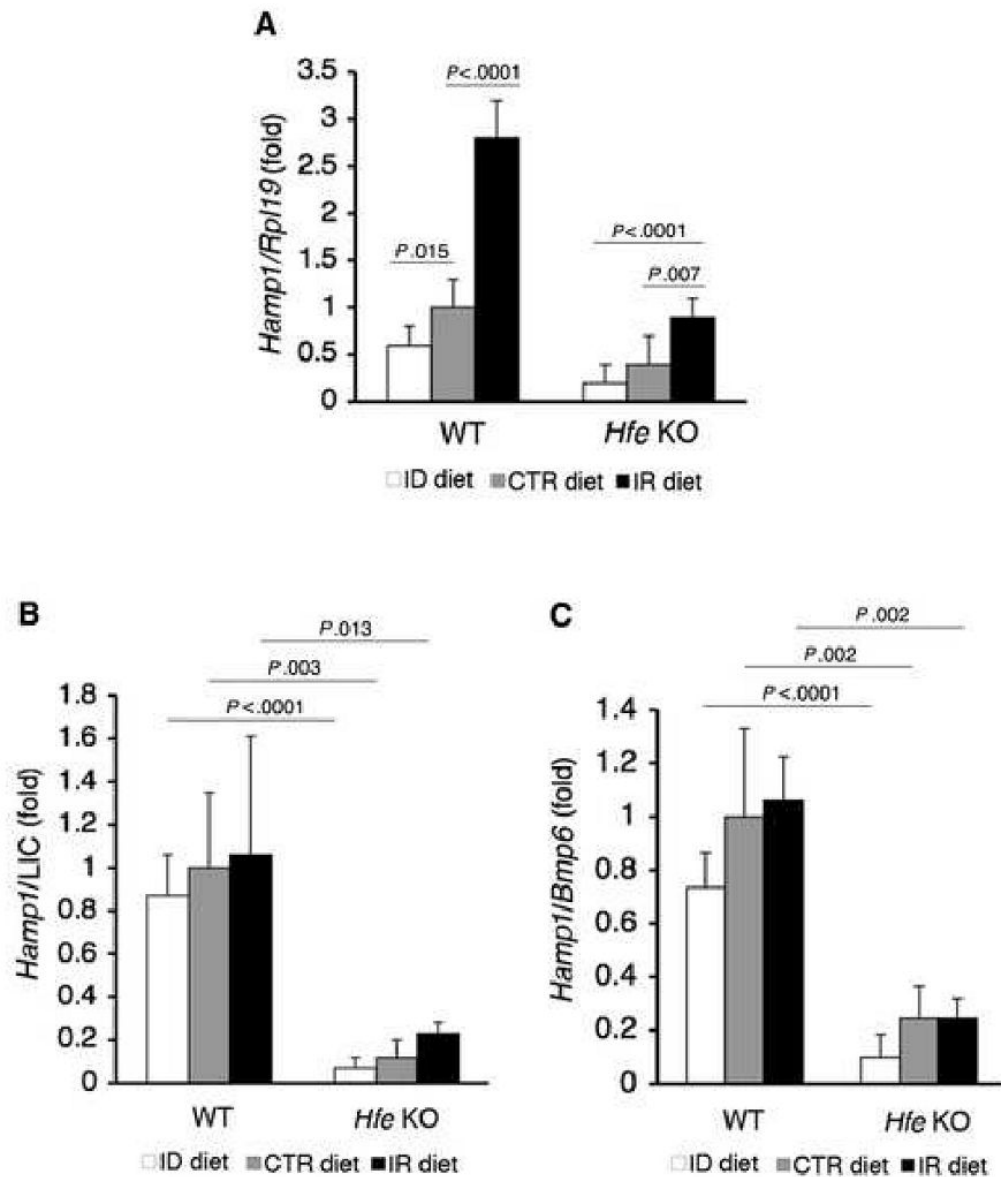 A
Hamp1/Rpl19 (fold)
3.5
3
2.5
2
1.5
1
0.5
0
P<.0001
P .015
P<.0001
P .007
WT
Hfe KO
ID diet CTR diet IR diet
B
P .013
P .003
P<.0001
Hamp1/LIC (fold)
1.8
1.6
1.4
1.2
1
0.8
0.6
0.4
0.2
0
WT
Hfe KO
ID diet CTR diet IR diet
C
P .002
P .002
P<.0001
Hamp1/Bmp6 (fold)
1.4
1.2
1
0.8
0.6
0.4
0.2
0
WT
Hfe KO
ID diet CTR diet IR diet